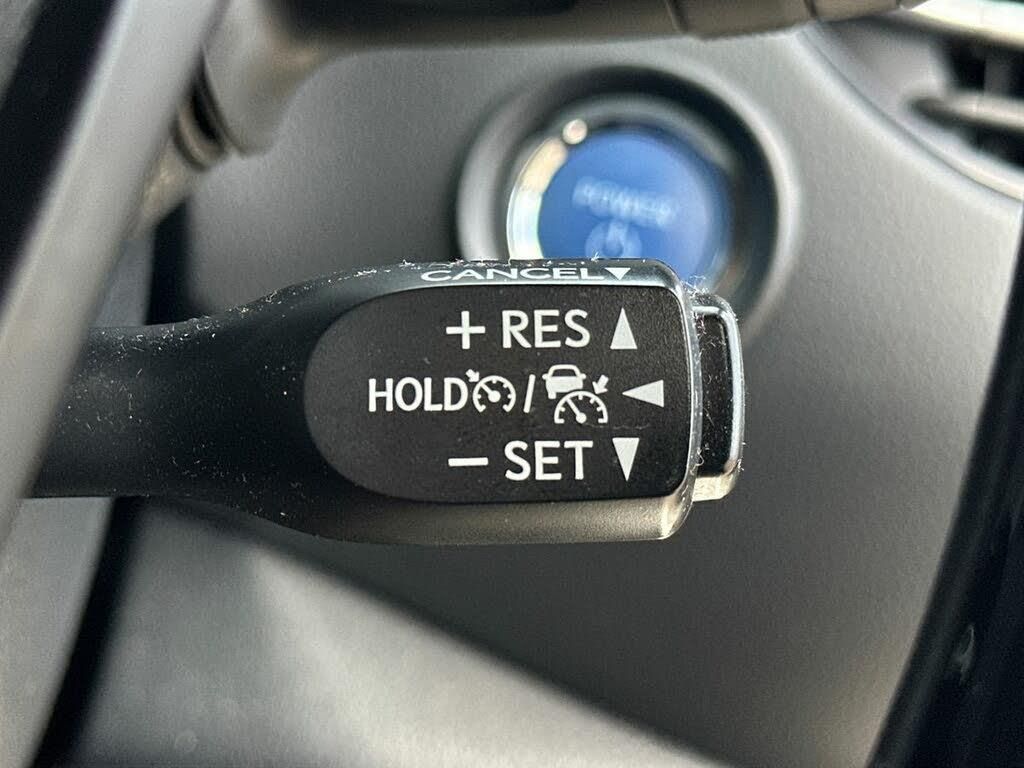 POWER
CANCEL▼
+ RES ▲
HOLD / ◀
− SET ▼